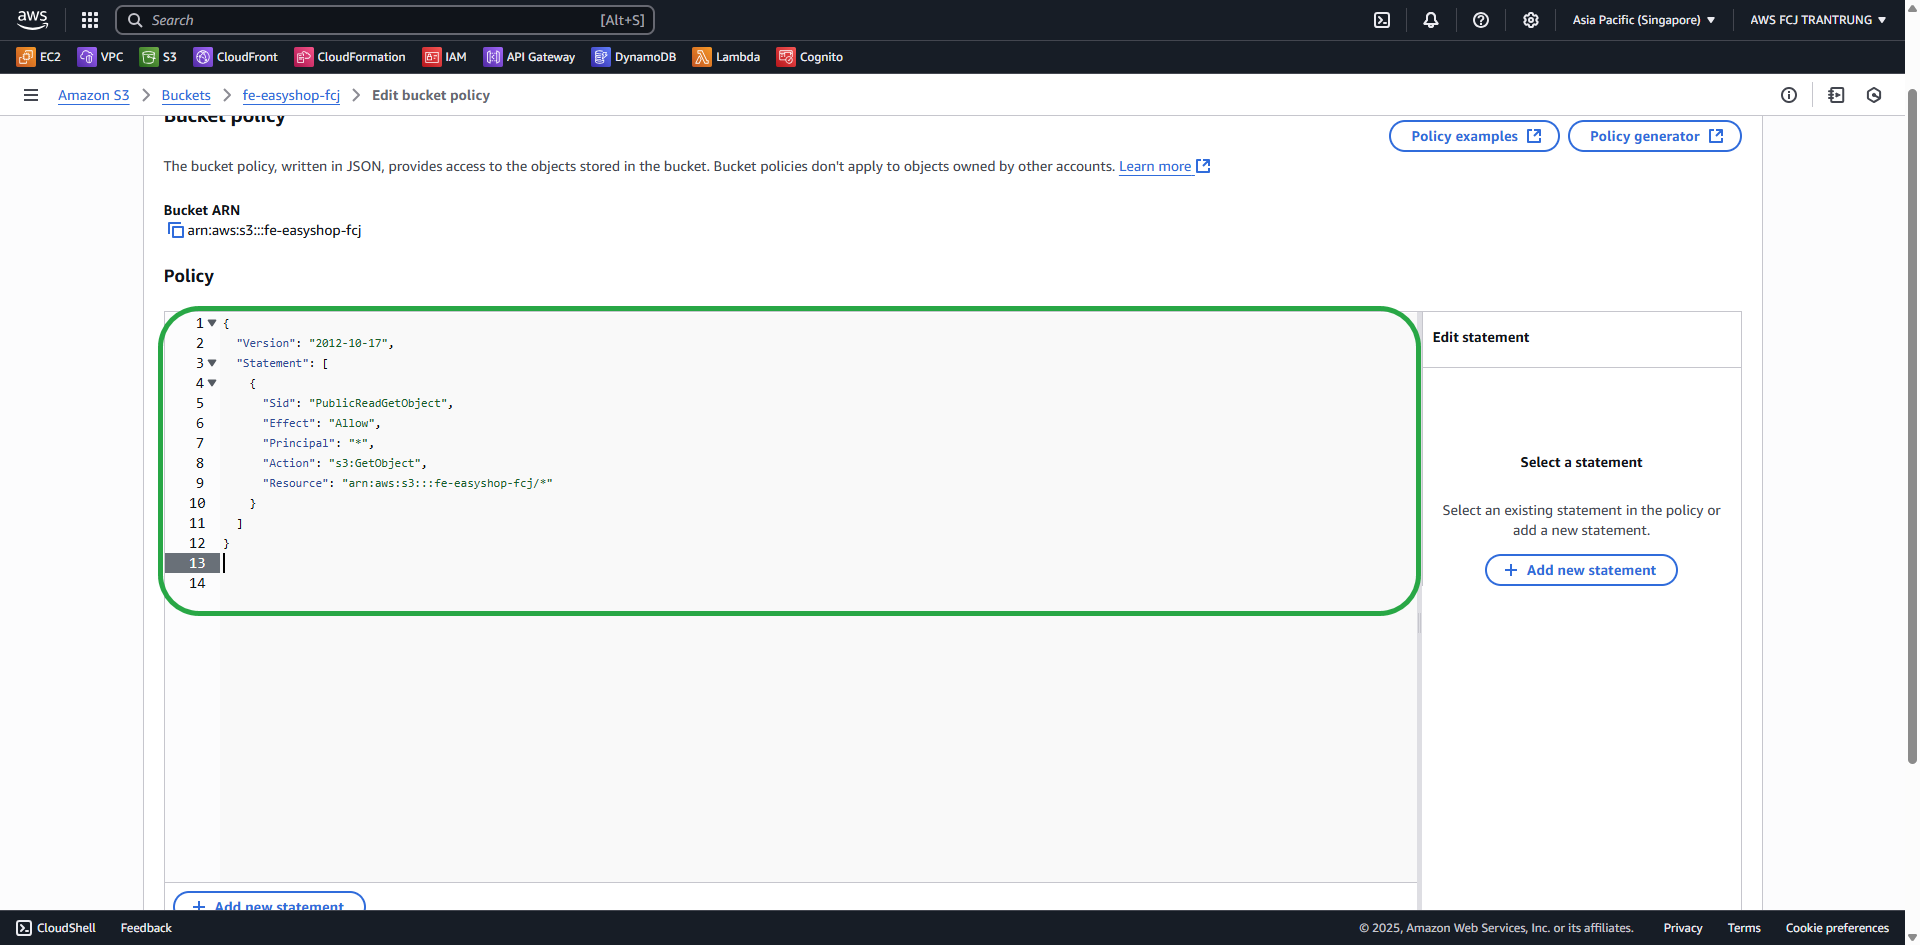 aws
Search [Alt+S]
Asia Pacific (Singapore) AWS FCJ TRANTRUNG
EC2 VPC S3 CloudFront CloudFormation IAM API Gateway DynamoDB Lambda Cognito
Amazon S3 Buckets fe-easyshop-fcj Edit bucket policy
Bucket policy
Policy examples Policy generator
The bucket policy, written in JSON, provides access to the objects stored in the bucket. Bucket policies don't apply to objects owned by other accounts. Learn more
Bucket ARN
arn:aws:s3:::fe-easyshop-fcj
Policy
1 {
2 "Version": "2012-10-17",
3 "Statement": [
4 {
5 "Sid": "PublicReadGetObject",
6 "Effect": "Allow",
7 "Principal": "*",
8 "Action": "s3:GetObject",
9 "Resource": "arn:aws:s3:::fe-easyshop-fcj/*"
10 }
11 ]
12 }
13
14
Edit statement
Select a statement
Select an existing statement in the policy or
add a new statement.
+ Add new statement
+ Add new statement
CloudShell Feedback
© 2025, Amazon Web Services, Inc. or its affiliates. Privacy Terms Cookie preferences